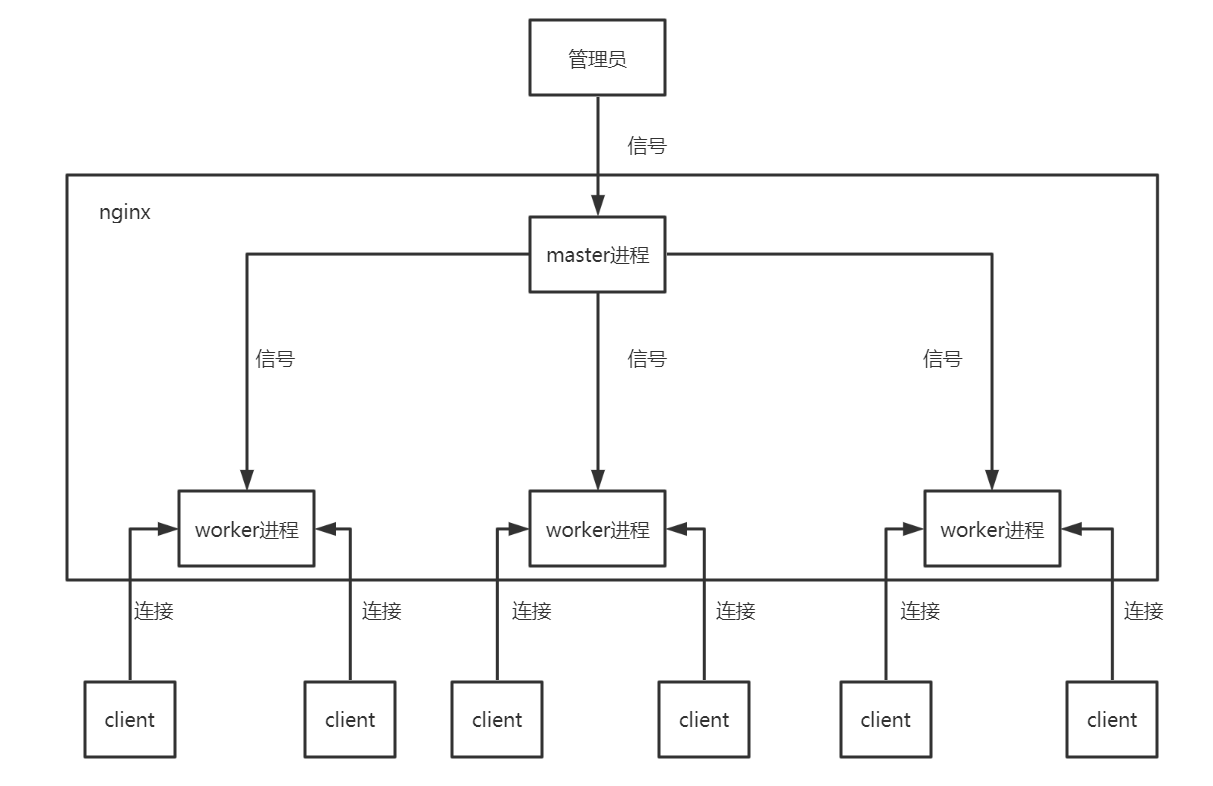 管理员
信号
nginx
master进程
信号
信号
信号
worker进程
worker进程
worker进程
连接
连接
连接
连接
连接
连接
client
client
client
client
client
client